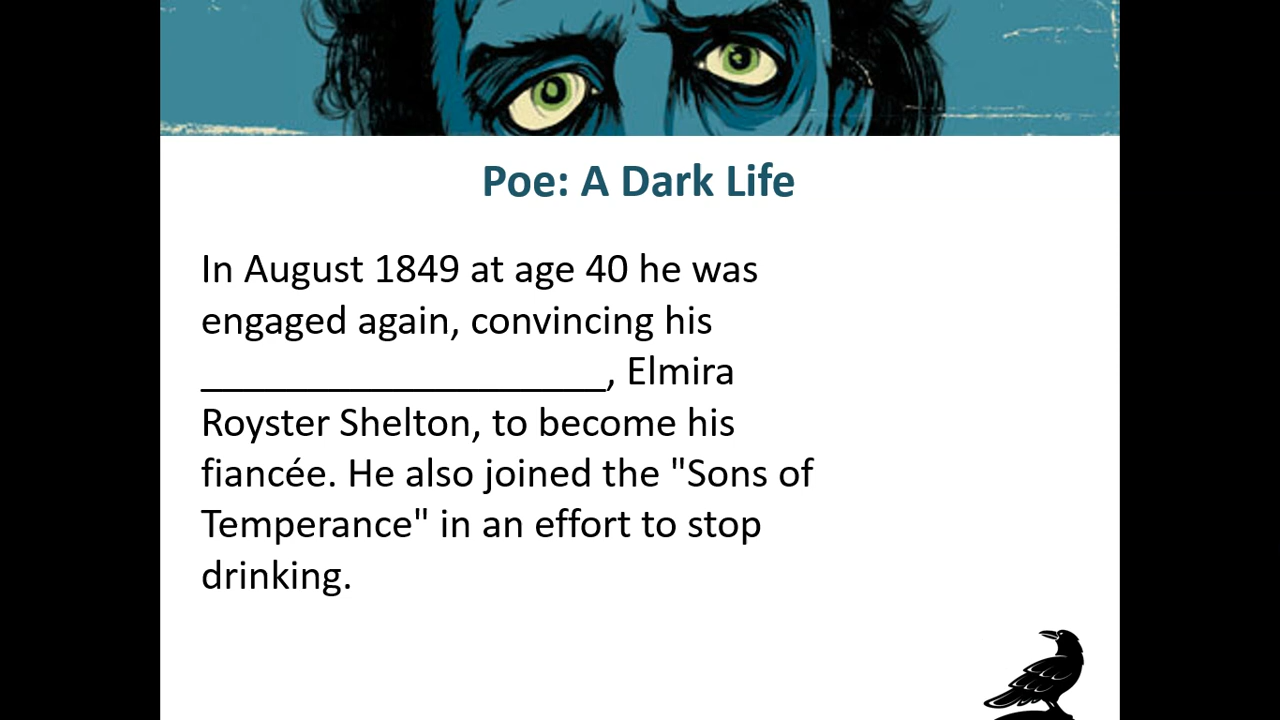 Poe: A Dark Life
In August 1849 at age 40 he was
engaged again, convincing his
____________________, Elmira
Royster Shelton, to become his
fiancée. He also joined the "Sons of
Temperance" in an effort to stop
drinking.